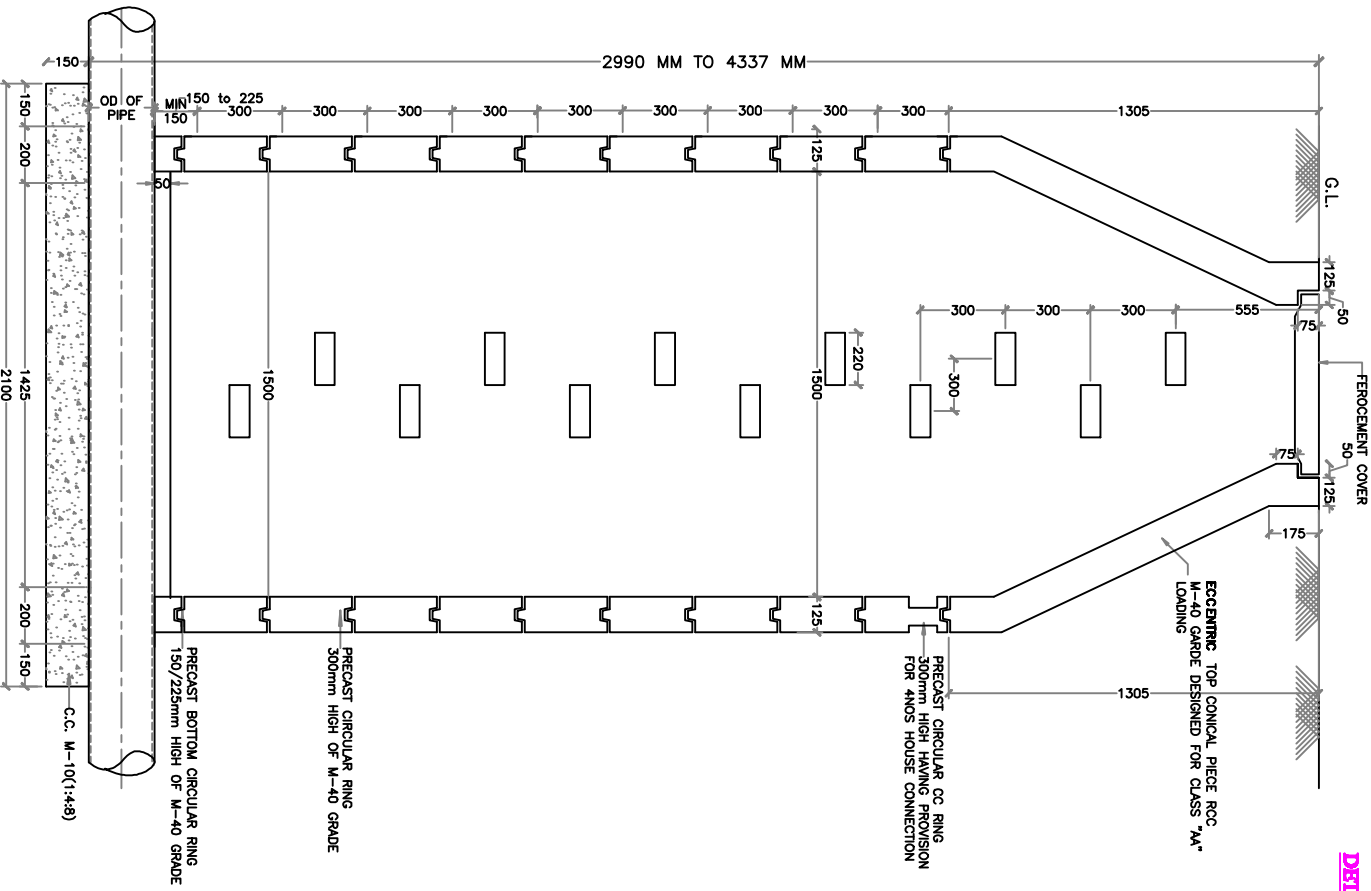 2990 MM TO 4337 MM
150
OD OF
PIPE
MIN
150
150 to 225
300
300
300
300
300
300
300
300
300
1305
G.L.
150
200
50
125
125
50
75
FEROCEMENT COVER
300
300
300
555
220
300
1500
1500
1425
2100
75
50
125
175
ECCENTRIC TOP CONICAL PIECE RCC
M-40 GARDE DESIGNED FOR CLASS "AA"
LOADING
125
1305
PRECAST CIRCULAR CC RING
300mm HIGH HAVING PROVISION
FOR 4NOS HOUSE CONNECTION
PRECAST CIRCULAR RING
300mm HIGH OF M-40 GRADE
PRECAST BOTTOM CIRCULAR RING
150/225mm HIGH OF M-40 GRADE
200
150
C.C. M-10(1:4:8)